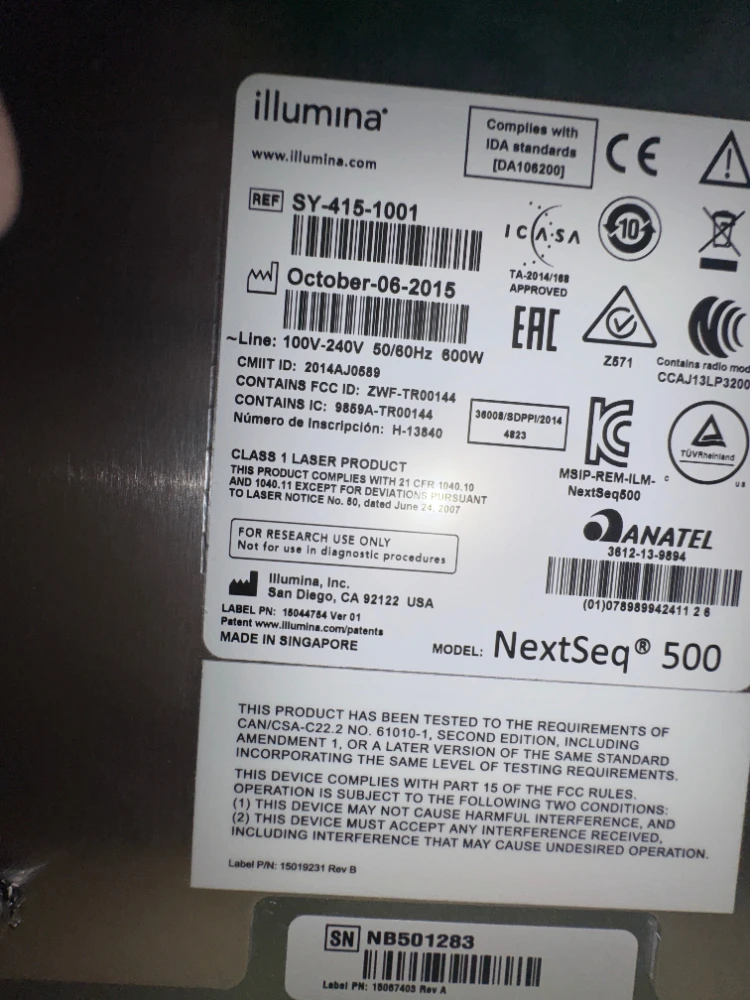 illumina®
www.illumina.com
Complies with
IDA standards
[DA106200]
CE
REF SY-415-1001
ICASA
TA-2014/168
APPROVED
10
October-06-2015
~Line: 100V-240V 50/60Hz 600W
EAC
Z571
Contains radio mod
CCAJ13LP3200
CMIIT ID: 2014AJ0589
CONTAINS FCC ID: ZWF-TR00144
CONTAINS IC: 9859A-TR00144
Número de Inscripción: H-13840
36008/SDPPI/2014
4823
MSIP-REM-ILM-
NextSeq500
TÜVRheinland
c us
CLASS 1 LASER PRODUCT
THIS PRODUCT COMPLIES WITH 21 CFR 1040.10
AND 1040.11 EXCEPT FOR DEVIATIONS PURSUANT
TO LASER NOTICE No. 50, dated June 24, 2007
FOR RESEARCH USE ONLY
Not for use in diagnostic procedures
ANATEL
3612-13-9894
(01)078989942411 2 6
Illumina, Inc.
San Diego, CA 92122 USA
LABEL PN: 15044754 Ver 01
Patent www.illumina.com/patents
MADE IN SINGAPORE
MODEL: NextSeq® 500
THIS PRODUCT HAS BEEN TESTED TO THE REQUIREMENTS OF
CAN/CSA-C22.2 NO. 61010-1, SECOND EDITION, INCLUDING
AMENDMENT 1, OR A LATER VERSION OF THE SAME STANDARD
INCORPORATING THE SAME LEVEL OF TESTING REQUIREMENTS.
THIS DEVICE COMPLIES WITH PART 15 OF THE FCC RULES.
OPERATION IS SUBJECT TO THE FOLLOWING TWO CONDITIONS:
(1) THIS DEVICE MAY NOT CAUSE HARMFUL INTERFERENCE, AND
(2) THIS DEVICE MUST ACCEPT ANY INTERFERENCE RECEIVED,
INCLUDING INTERFERENCE THAT MAY CAUSE UNDESIRED OPERATION.
Label P/N: 15019231 Rev B
SN NB501283
Label PN: 15067403 Rev A